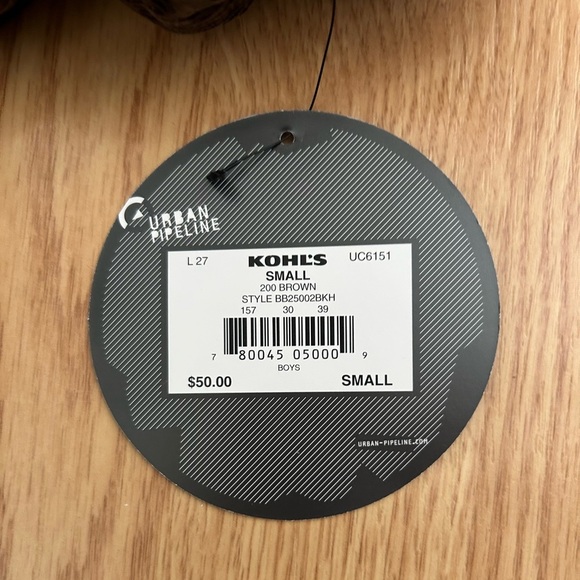 URBAN
PIPELINE
L 27 KOHL'S UC6151
SMALL
200 BROWN
STYLE BB25002BKH
157 30 39
7 80045 05000 9
BOYS
$50.00 SMALL
URBAN-PIPELINE.COM